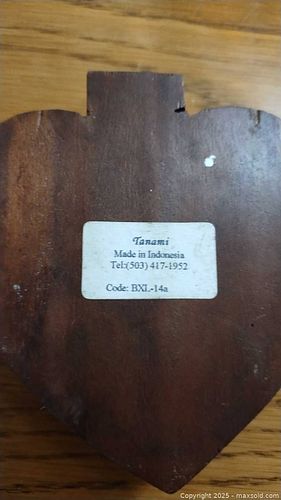 Tanami
Made in Indonesia
Tel:(503) 417-1952
Code: BXL-14a
Copyright © 2025 - maxsold.com